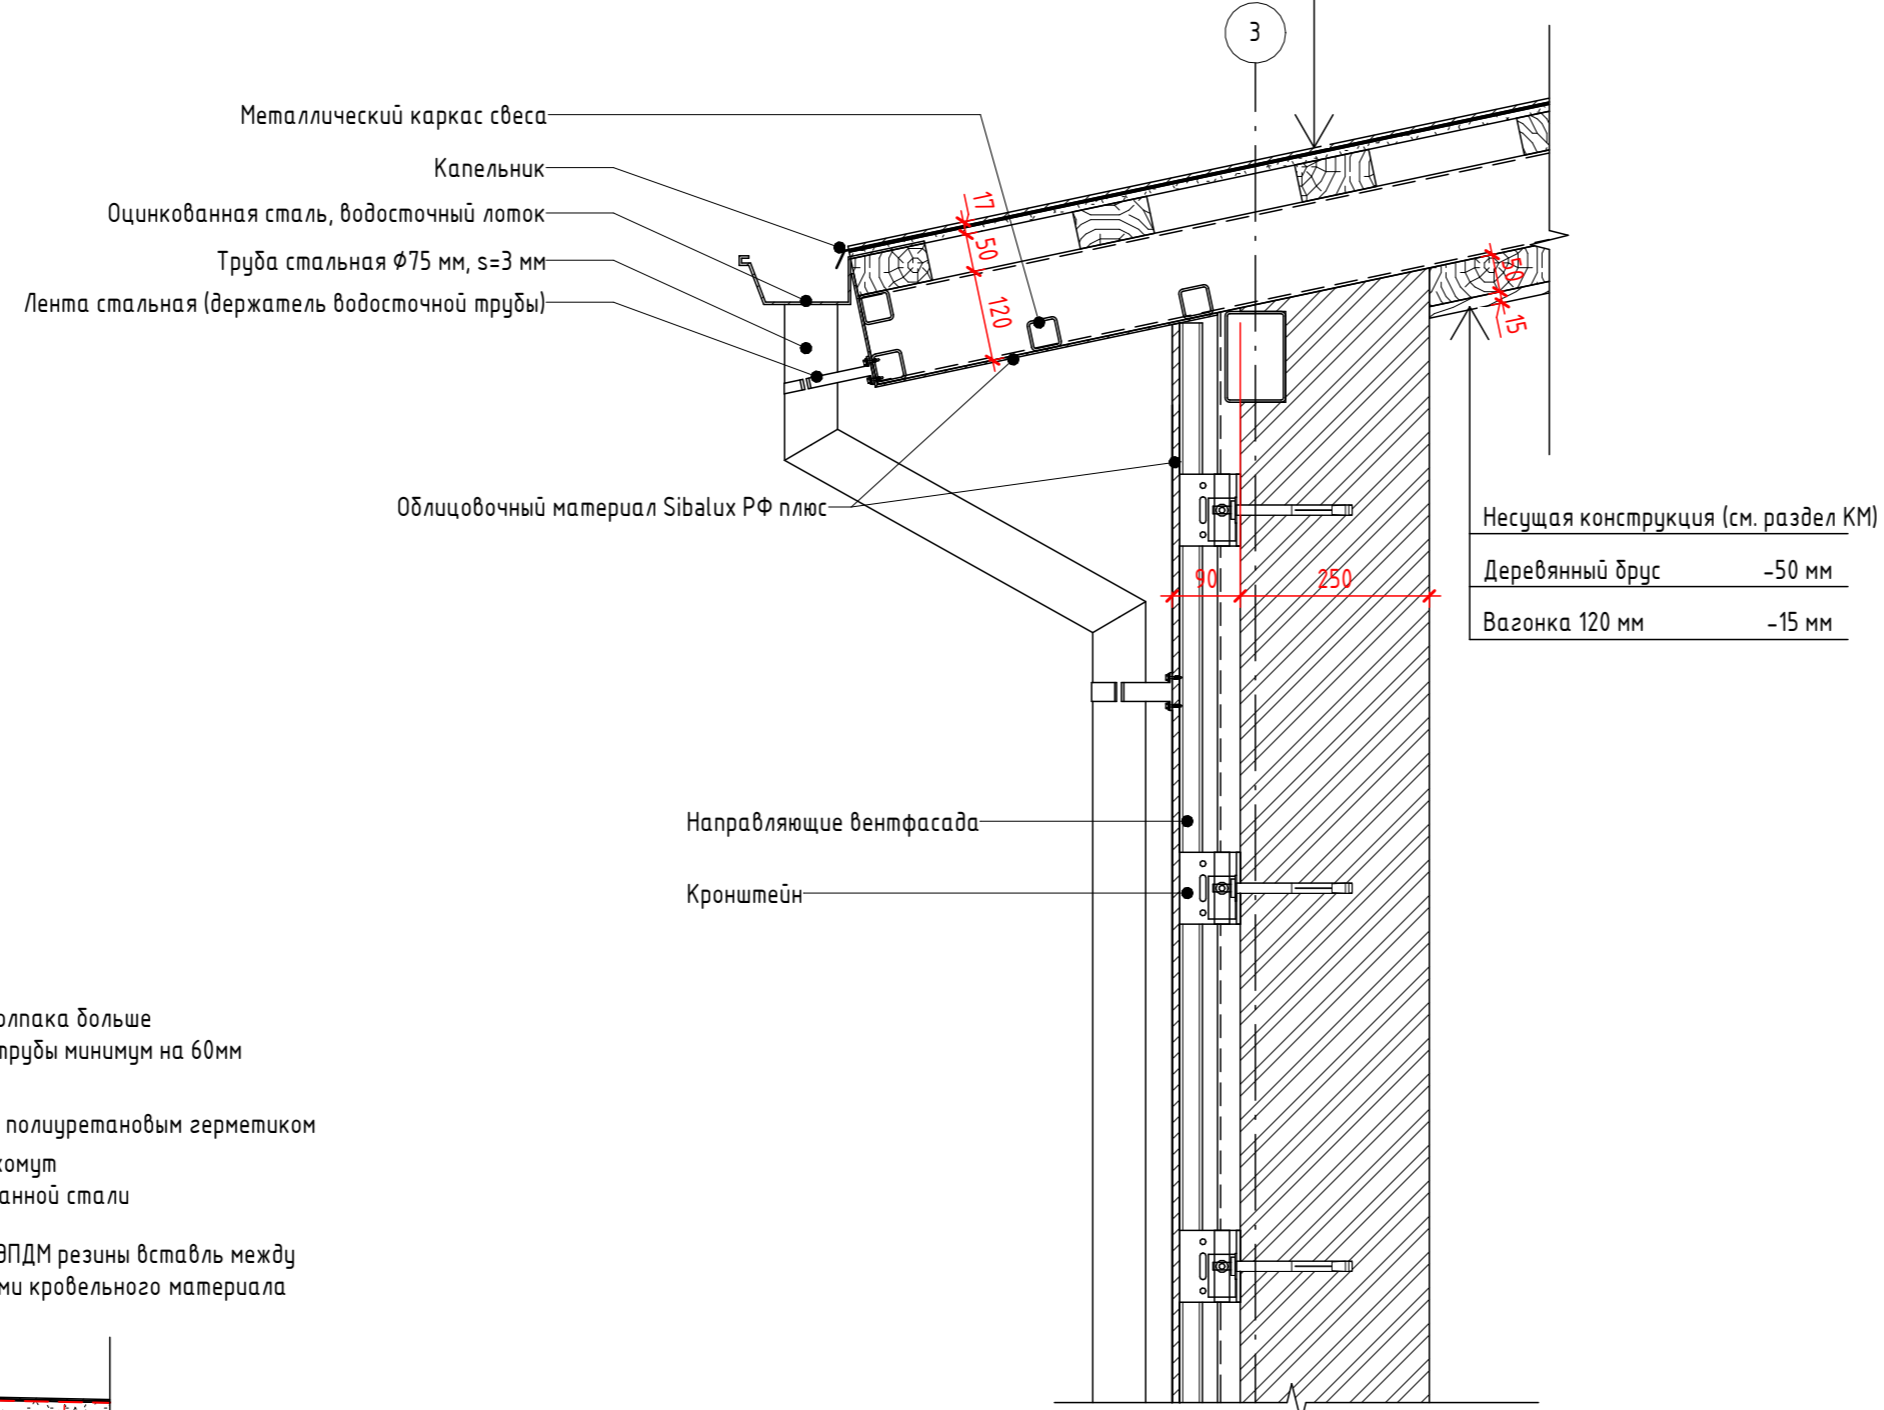 3
Металлический каркас свеса
Капельник
Оцинкованная сталь, водосточный лоток
Труба стальная Ф75 мм, s=3 мм
Лента стальная (держатель водосточной трубы)
17
50
120
50
15
Облицовочный материал Sibalux РФ плюс
90
250
Несущая конструкция (см. раздел КМ)
Деревянный брус -50 мм
Вагонка 120 мм -15 мм
Направляющие вентфасада
Кронштейн
олпака больше
трубы минимум на 60мм
полиуретановым герметиком
хомут
анной стали
ЭПДМ резины вставль между
ми кровельного материала